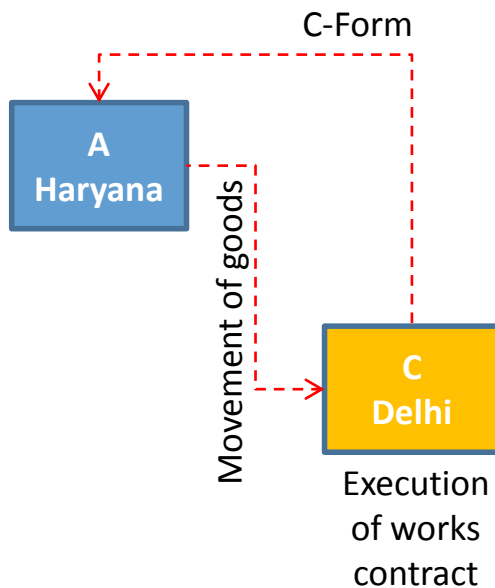 C-Form
A
Haryana
Movement of goods
C
Delhi
Execution
of works
contract